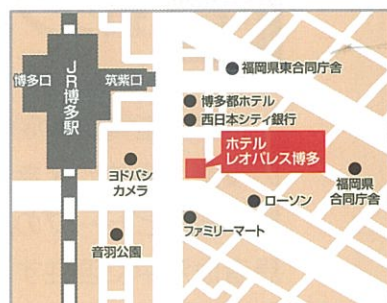 福岡県東合同庁舎
博多口
JR博多駅
筑紫口
博多都ホテル
西日本シティ銀行
ホテル
レオパレス博多
ヨドバシ
カメラ
福岡県
合同庁舎
ローソン
ファミリーマート
音羽公園